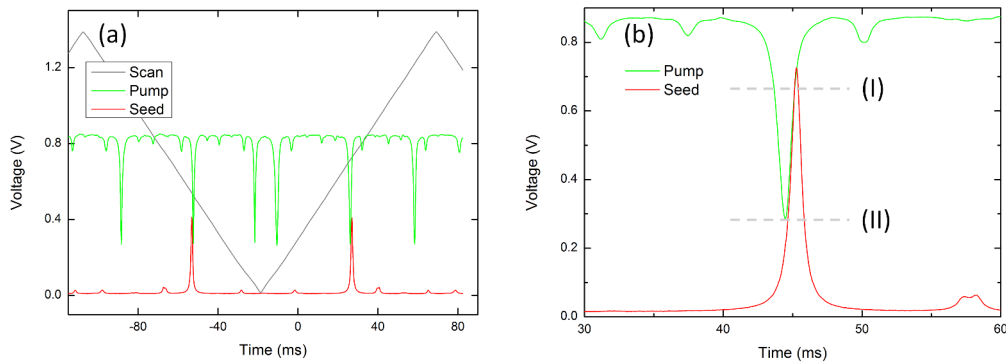 (a)
Scan
Pump
Seed
Voltage (V)
1.2
0.8
0.4
0.0
-80 -40 0 40 80
Time (ms)
(b)
Pump
Seed
(I)
(II)
Voltage (V)
0.8
0.6
0.4
0.2
0.0
30 40 50 60
Time (ms)